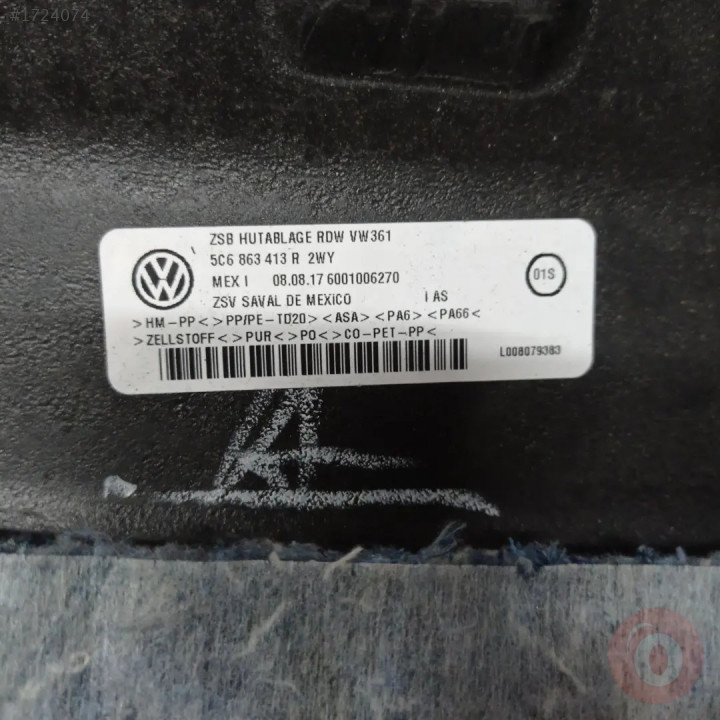 #1724074
ZSB HUTABLAGE RDW VW361
5C6 863 413 R 2WY
MEX I 08.08.17 6001006270
01S
ZSV SAVAL DE MEXICO I AS
>HM-PP<>PP/PE-TD20><ASA><PA6><PA66<
>ZELLSTOFF<>PUR<>PO<>CO-PET-PP<
L008079383